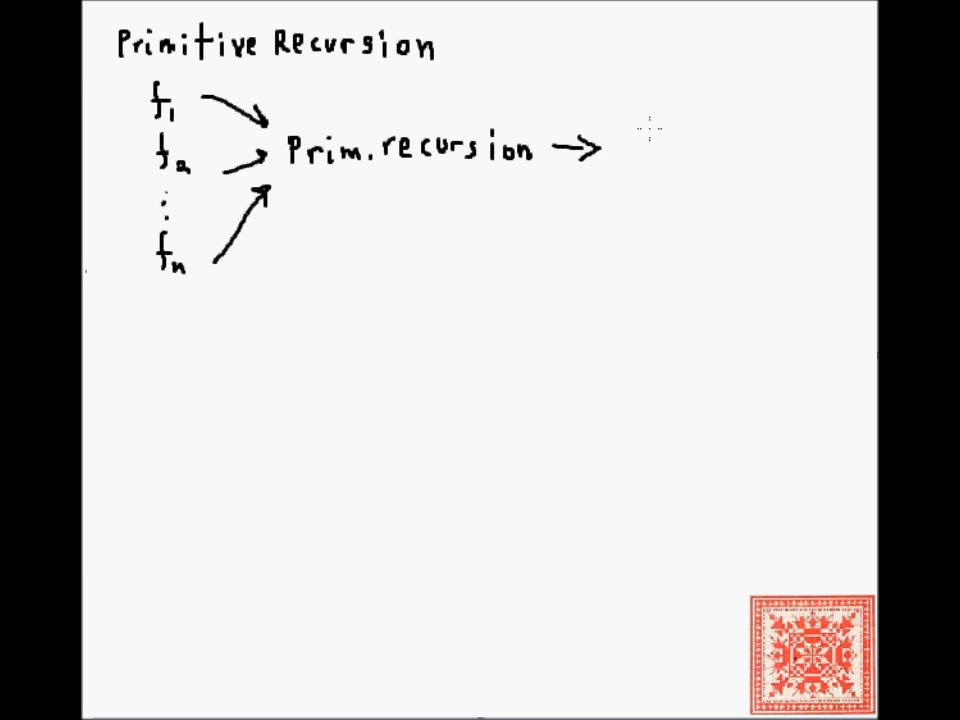 Primitive Recursion
f1
Prim. recursion →
f2
⋮
fn